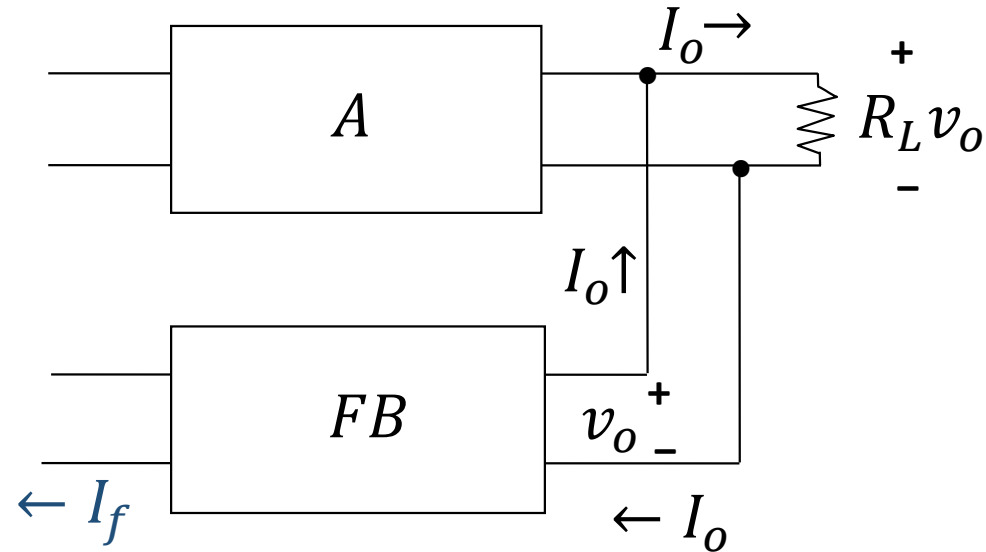 I_o→
A
+
R_L v_o
−
I_o↑
FB
+
v_o
−
← I_f
← I_o